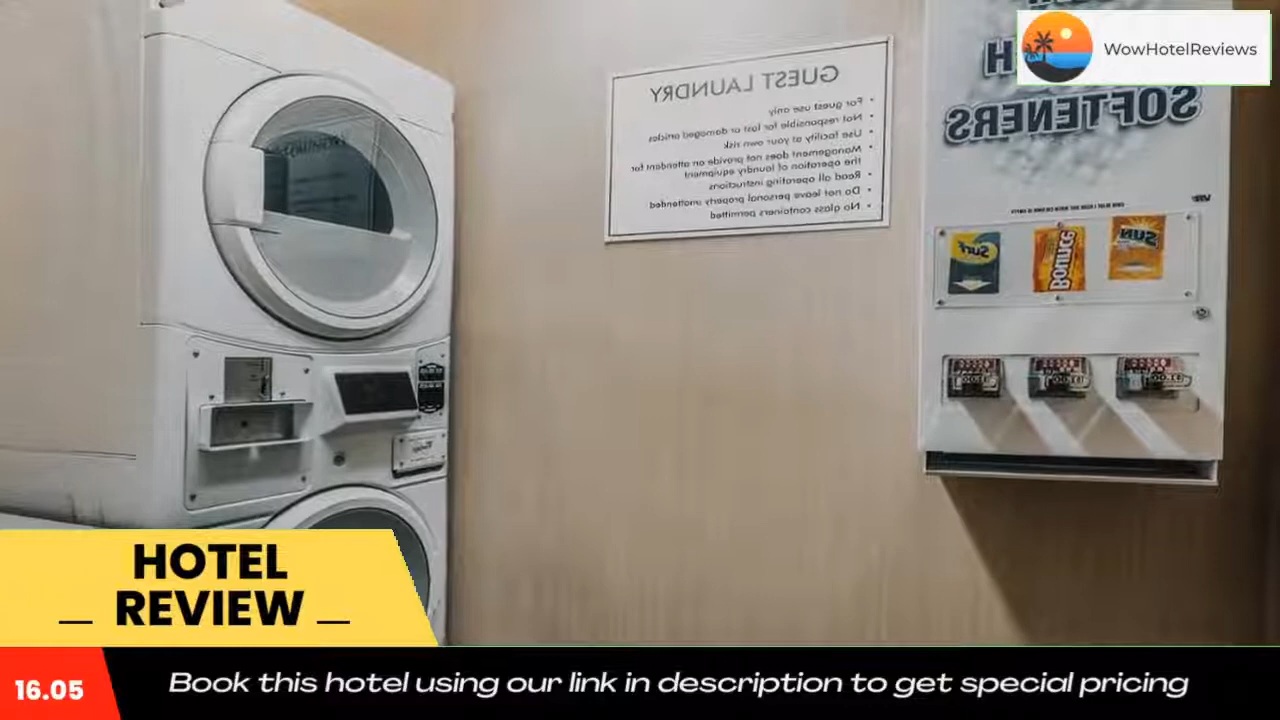 WowHotelReviews
SOFTENERS
GUEST LAUNDRY
• For guest use only
• Not responsible for lost or damaged articles
• Use facility at your own risk
• Management does not provide an attendant for
the operation of laundry equipment
• Read all operating instructions
• Do not leave personal property unattended
• No glass containers permitted
Surf
BOUNCE
SUN
HOTEL
REVIEW
16.05
Book this hotel using our link in description to get special pricing